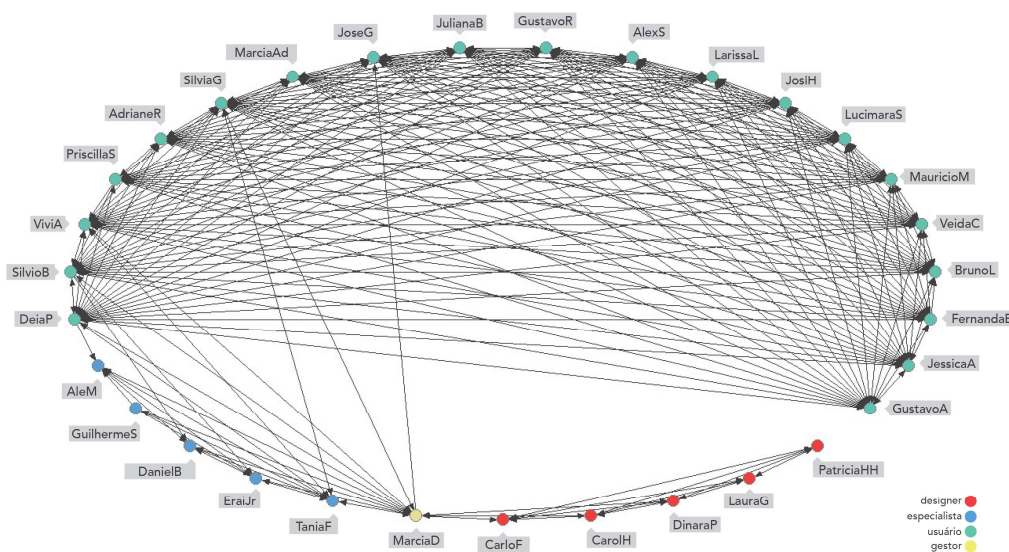 JulianaB
GustavoR
JoseG
AlexS
MarciaAd
LarissaL
SilviaG
JosiH
AdrianeR
LucimaraS
PriscillaS
MauricioM
ViviA
VeidaC
SilvioB
BrunoL
DeiaP
FernandaB
JessicaA
AleM
GustavoA
GuilhermeS
DanielB
PatriciaHH
EraiJr
LauraG
TaniaF
DinaraP
MarciaD
CarloF
CarolH
designer
especialista
usuário
gestor